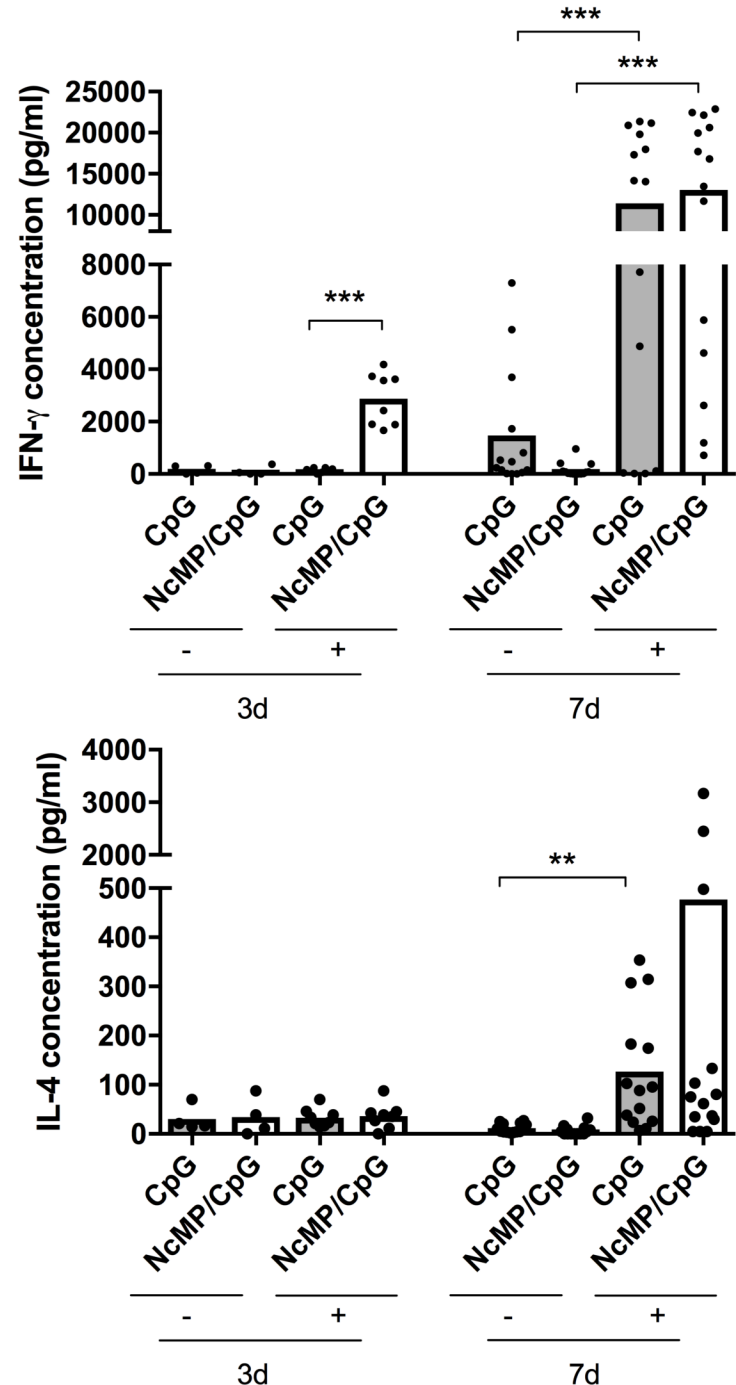 ***
***
IFN-γ concentration (pg/ml)
25000
20000
15000
10000
8000
6000
4000
2000
0
***
CpG
NcMP/CpG
CpG
NcMP/CpG
CpG
NcMP/CpG
CpG
NcMP/CpG
- + - +
3d 7d
IL-4 concentration (pg/ml)
4000
3000
2000
500
400
300
200
100
0
**
CpG
NcMP/CpG
CpG
NcMP/CpG
CpG
NcMP/CpG
CpG
NcMP/CpG
- + - +
3d 7d